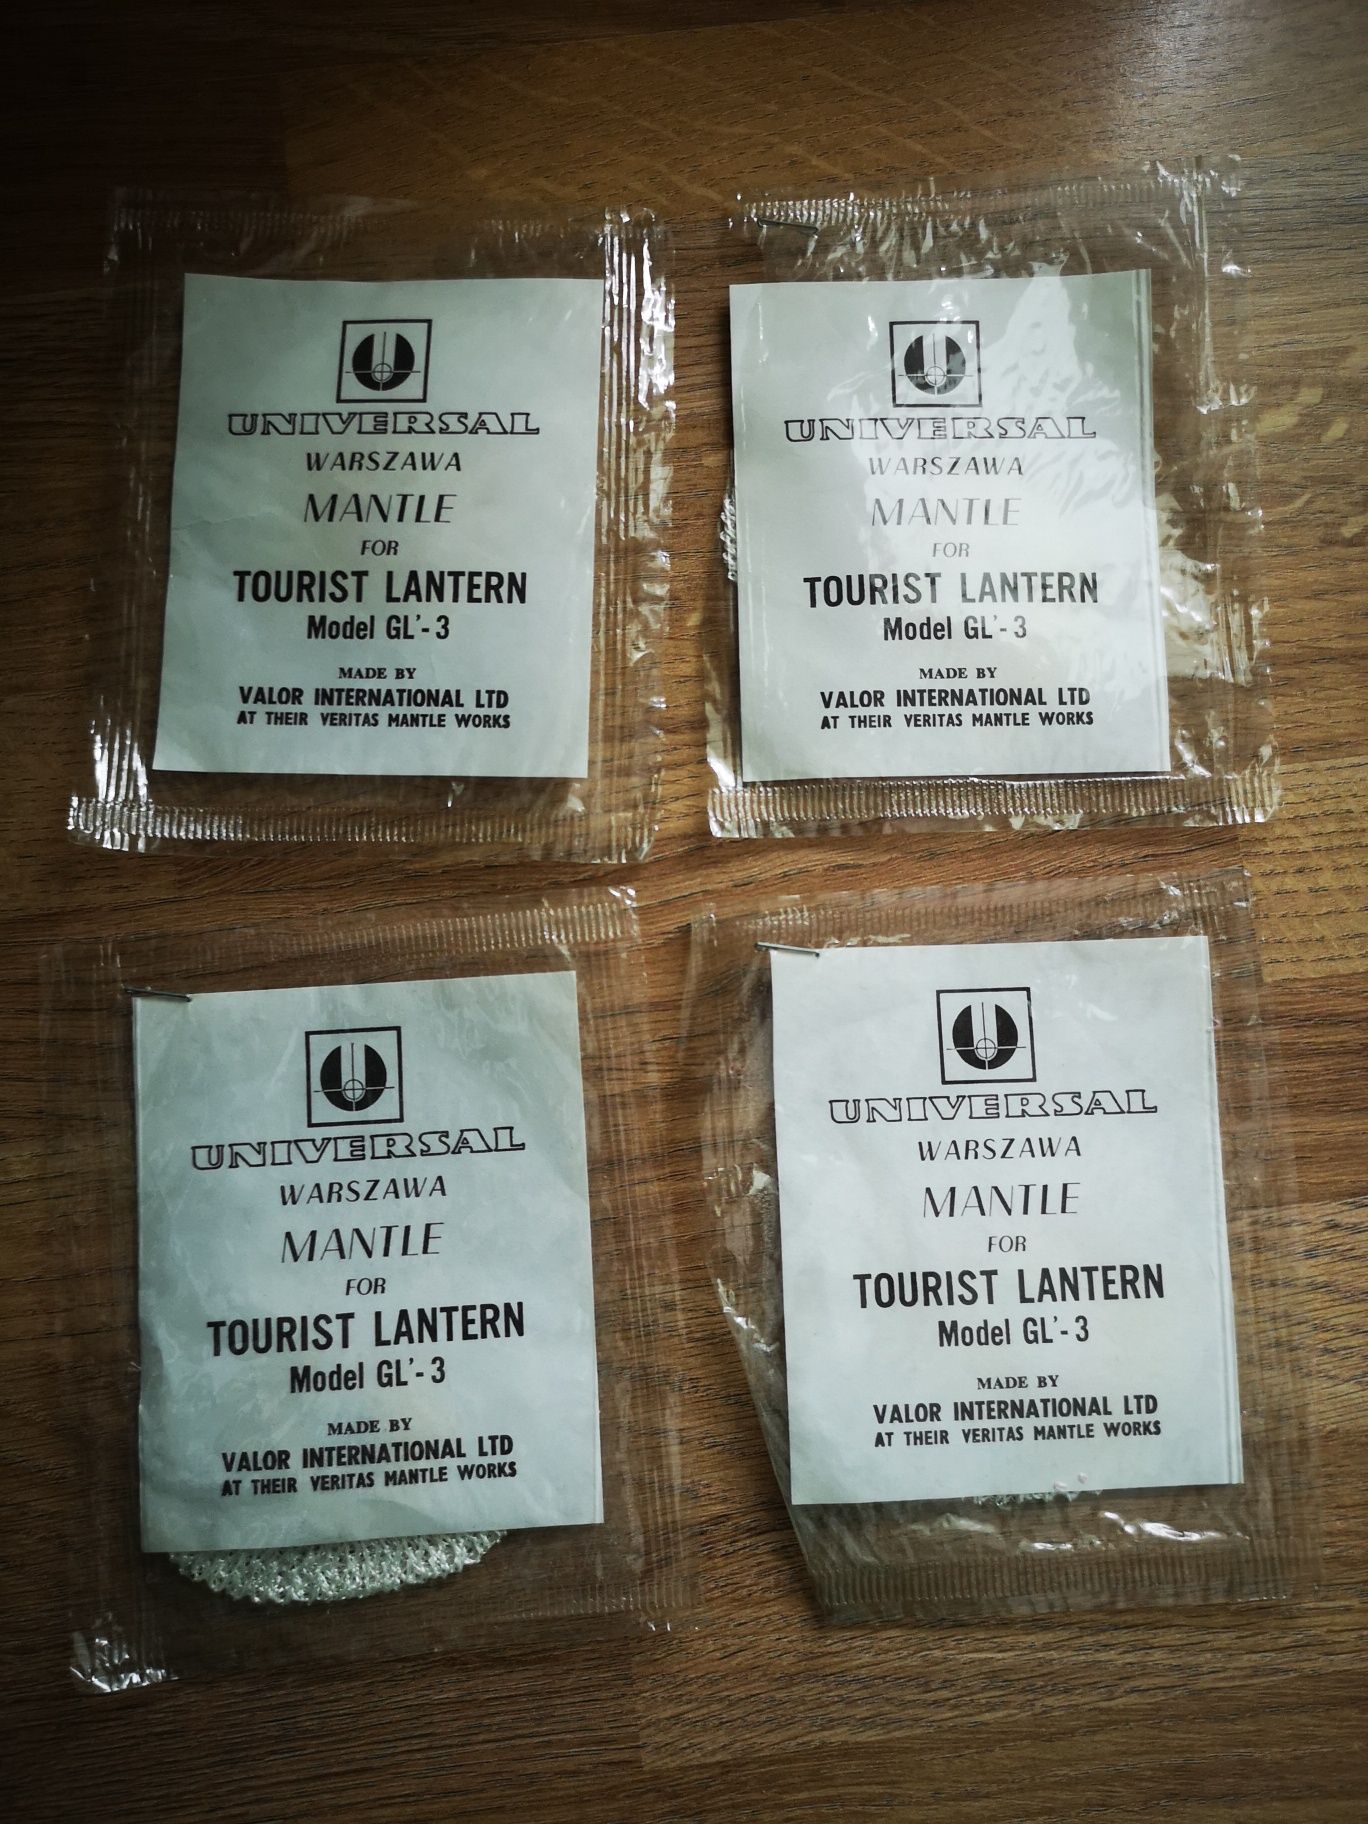 UNIVERSAL
WARSZAWA
MANTLE
FOR
TOURIST LANTERN
Model GL'-3
MADE BY
VALOR INTERNATIONAL LTD
AT THEIR VERITAS MANTLE WORKS
UNIVERSAL
WARSZAWA
MANTLE
FOR
TOURIST LANTERN
Model GL'-3
MADE BY
VALOR INTERNATIONAL LTD
AT THEIR VERITAS MANTLE WORKS
UNIVERSAL
WARSZAWA
MANTLE
FOR
TOURIST LANTERN
Model GL'-3
MADE BY
VALOR INTERNATIONAL LTD
AT THEIR VERITAS MANTLE WORKS
UNIVERSAL
WARSZAWA
MANTLE
FOR
TOURIST LANTERN
Model GL'-3
MADE BY
VALOR INTERNATIONAL LTD
AT THEIR VERITAS MANTLE WORKS